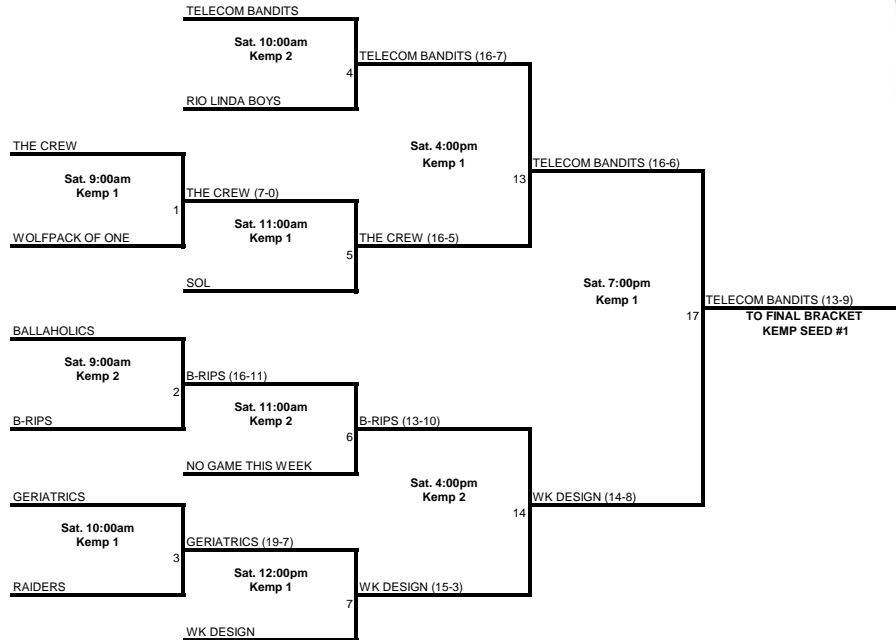 TELECOM BANDITS
Sat. 10:00am
Kemp 2
TELECOM BANDITS (16-7)
4
RIO LINDA BOYS
THE CREW
Sat. 4:00pm
Kemp 1
TELECOM BANDITS (16-6)
13
Sat. 9:00am
Kemp 1
THE CREW (7-0)
1
Sat. 11:00am
Kemp 1
WOLFPACK OF ONE
THE CREW (16-5)
5
SOL
Sat. 7:00pm
Kemp 1
TELECOM BANDITS (13-9)
17
TO FINAL BRACKET
KEMP SEED #1
BALLAHOLICS
Sat. 9:00am
Kemp 2
B-RIPS (16-11)
2
Sat. 11:00am
Kemp 2
B-RIPS
B-RIPS (13-10)
6
NO GAME THIS WEEK
Sat. 4:00pm
Kemp 2
GERIATRICS
WK DESIGN (14-8)
14
Sat. 10:00am
Kemp 1
GERIATRICS (19-7)
3
Sat. 12:00pm
Kemp 1
RAIDERS
WK DESIGN (15-3)
7
WK DESIGN